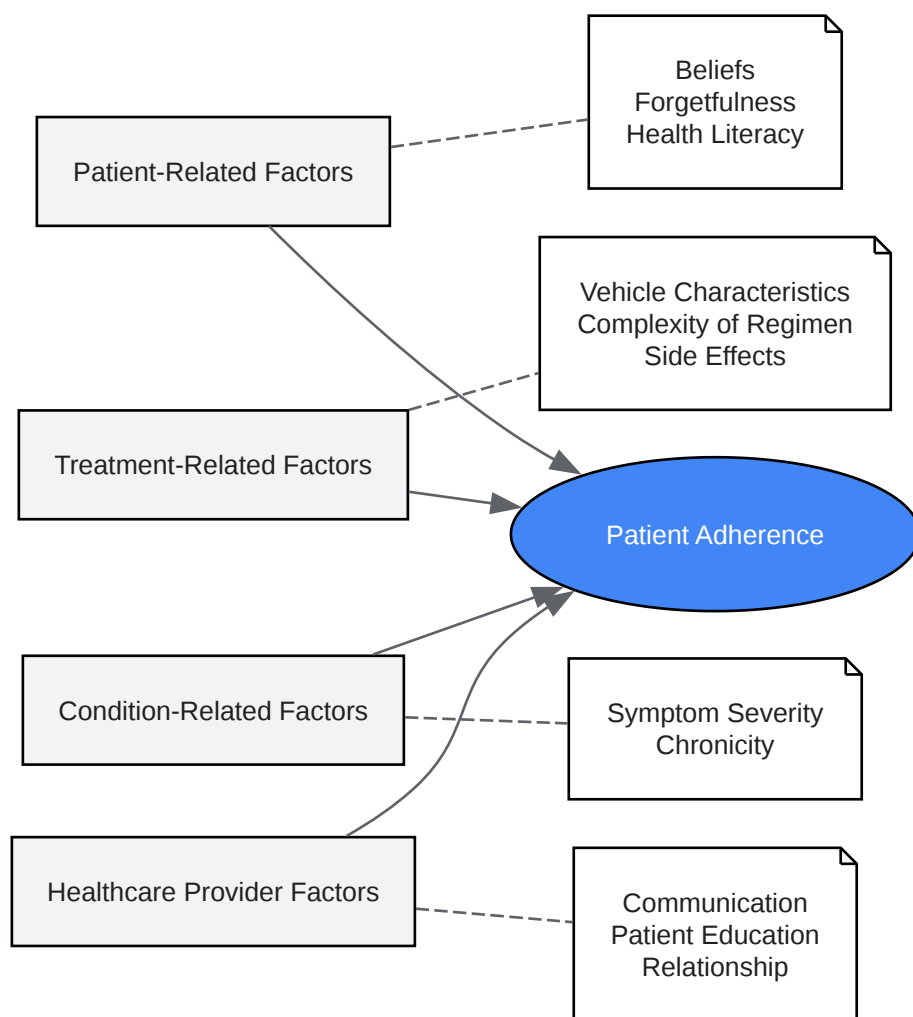 Beliefs
Forgetfulness
Health Literacy
Patient-Related Factors
Vehicle Characteristics
Complexity of Regimen
Side Effects
Treatment-Related Factors
Patient Adherence
Condition-Related Factors
Symptom Severity
Chronicity
Healthcare Provider Factors
Communication
Patient Education
Relationship